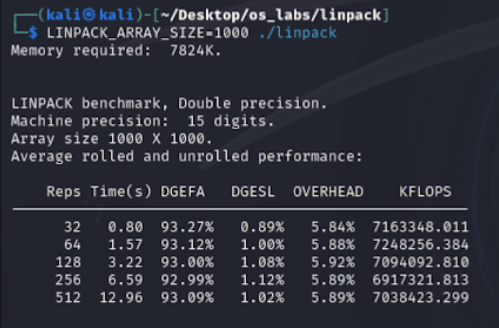 (kali㉿kali)-[~/Desktop/os_labs/linpack]
$ LINPACK_ARRAY_SIZE=1000 ./linpack
Memory required:  7824K.
LINPACK benchmark, Double precision.
Machine precision:  15 digits.
Array size 1000 X 1000.
Average rolled and unrolled performance:
Reps Time(s) DGEFA DGESL OVERHEAD KFLOPS
32 0.80 93.27% 0.89% 5.84% 7163348.011
64 1.57 93.12% 1.00% 5.88% 7248256.384
128 3.22 93.00% 1.08% 5.92% 7094092.810
256 6.59 92.99% 1.12% 5.89% 6917321.813
512 12.96 93.09% 1.02% 5.89% 7038423.299